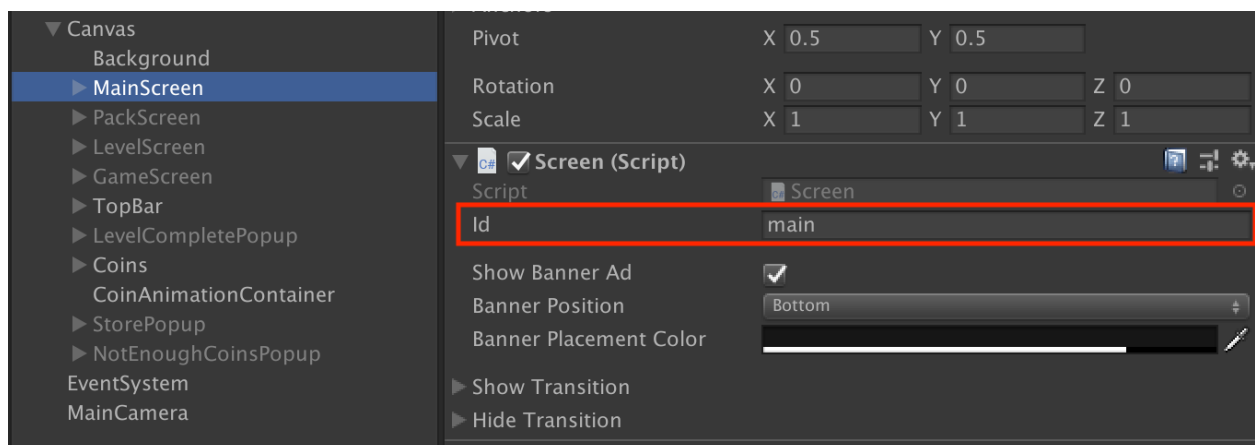 Canvas
Background
MainScreen
PackScreen
LevelScreen
GameScreen
TopBar
LevelCompletePopup
Coins
CoinAnimationContainer
StorePopup
NotEnoughCoinsPopup
EventSystem
MainCamera
Pivot X 0.5 Y 0.5
Rotation X 0 Y 0 Z 0
Scale X 1 Y 1 Z 1
C# Screen (Script)
Script C# Screen
Id main
Show Banner Ad
Banner Position Bottom
Banner Placement Color
Show Transition
Hide Transition